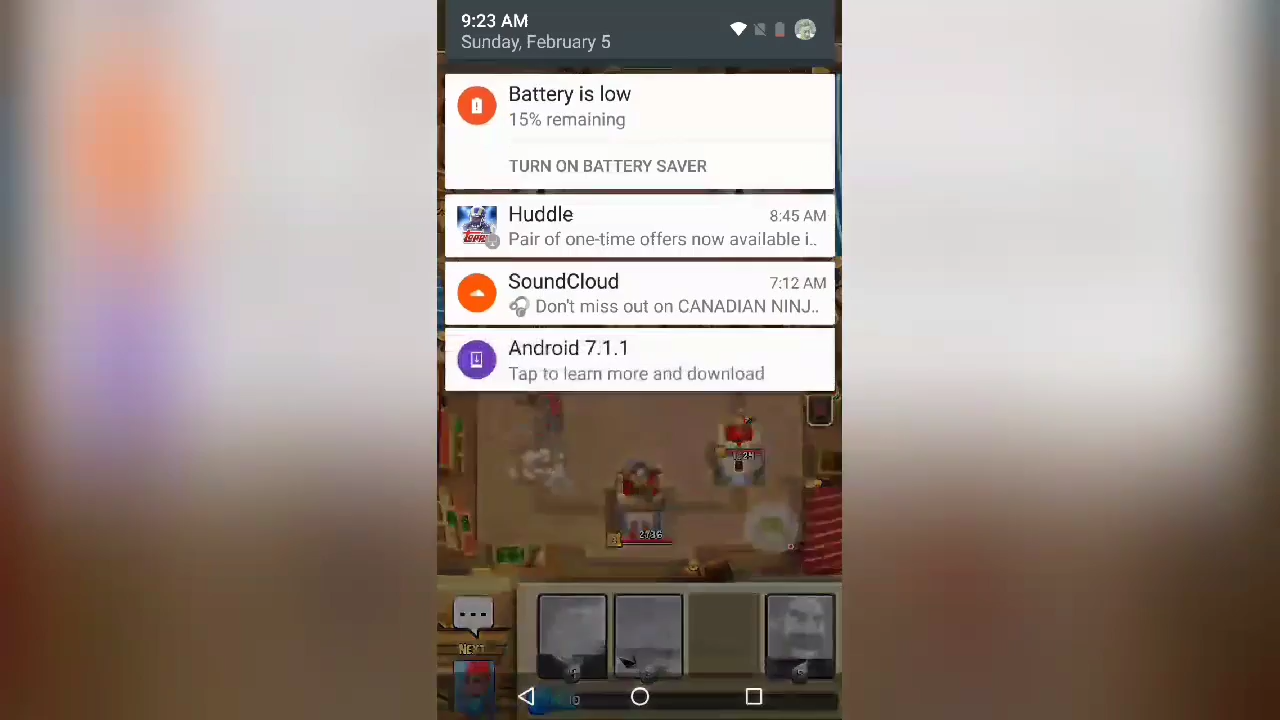 9:23 AM
Sunday, February 5
Battery is low
15% remaining
TURN ON BATTERY SAVER
Huddle 8:45 AM
Pair of one-time offers now available i..
SoundCloud 7:12 AM
Don't miss out on CANADIAN NINJ..
Android 7.1.1
Tap to learn more and download
2736
NEXT
10